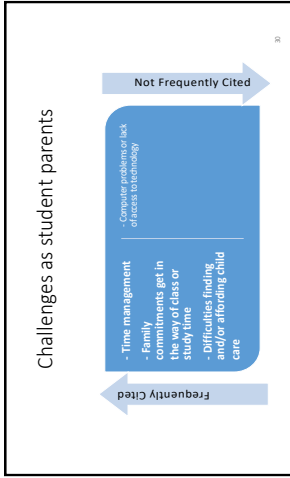 Challenges as student parents
Frequently Cited
- Time management
- Family
commitments get in
the way of class or
study time
- Difficulties finding
and/or affording child
care
- Computer problems or lack
of access to technology
Not Frequently Cited
30